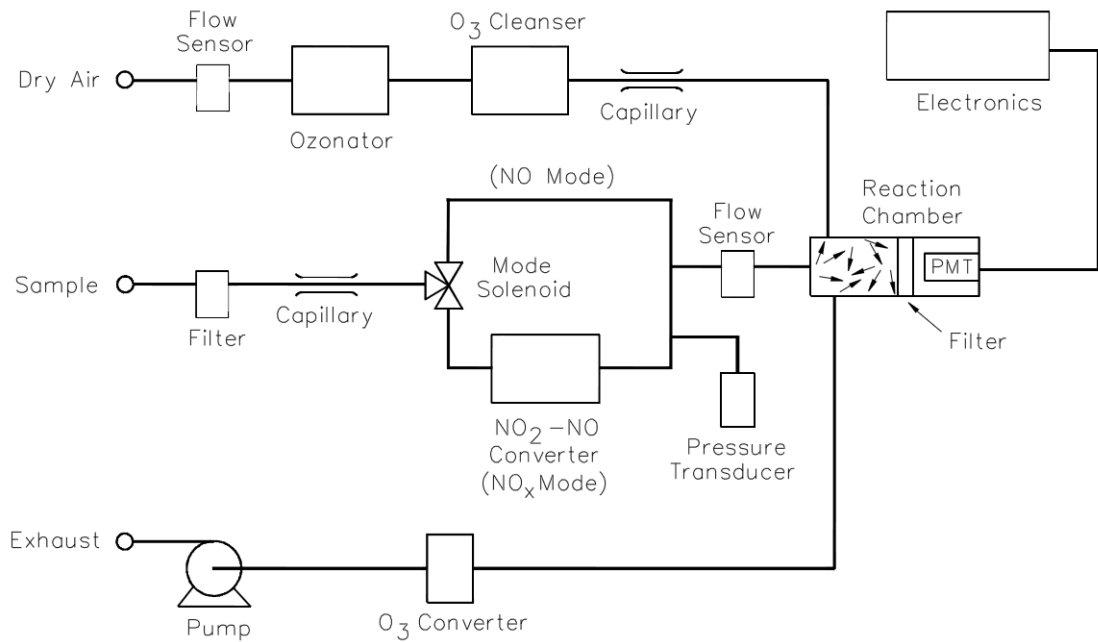 Flow
Sensor
O3 Cleanser
Dry Air
Ozonator
Capillary
Electronics
(NO Mode)
Reaction
Chamber
Flow
Sensor
Sample
Filter
Capillary
Mode
Solenoid
PMT
Filter
NO2-NO
Converter
(NOx Mode)
Pressure
Transducer
Exhaust
Pump
O3 Converter